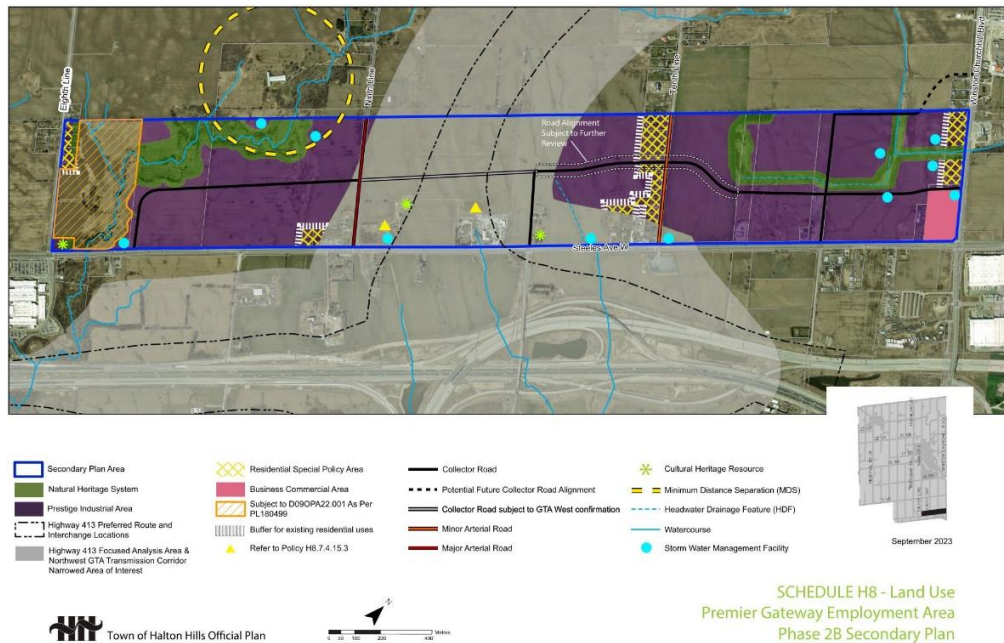 Eighth Line
Ninth Line
Tenth Line
Winston Churchill Blvd
Road Alignment
Subject to Further
Review
Steeles Ave W
Secondary Plan Area
Natural Heritage System
Prestige Industrial Area
Highway 413 Preferred Route and
Interchange Locations
Highway 413 Focused Analysis Area &
Northwest GTA Transmission Corridor
Narrowed Area of Interest
Residential Special Policy Area
Business Commercial Area
Subject to D09OPA22.001 As Per
PL180499
Buffer for existing residential uses
Refer to Policy H8.7.4.15.3
Collector Road
Potential Future Collector Road Alignment
Collector Road subject to GTA West confirmation
Minor Arterial Road
Major Arterial Road
Cultural Heritage Resource
Minimum Distance Separation (MDS)
Headwater Drainage Feature (HDF)
Watercourse
Storm Water Management Facility
September 2023
Town of Halton Hills Official Plan
0 50 100 200 400
Metres
SCHEDULE H8 - Land Use
Premier Gateway Employment Area
Phase 2B Secondary Plan